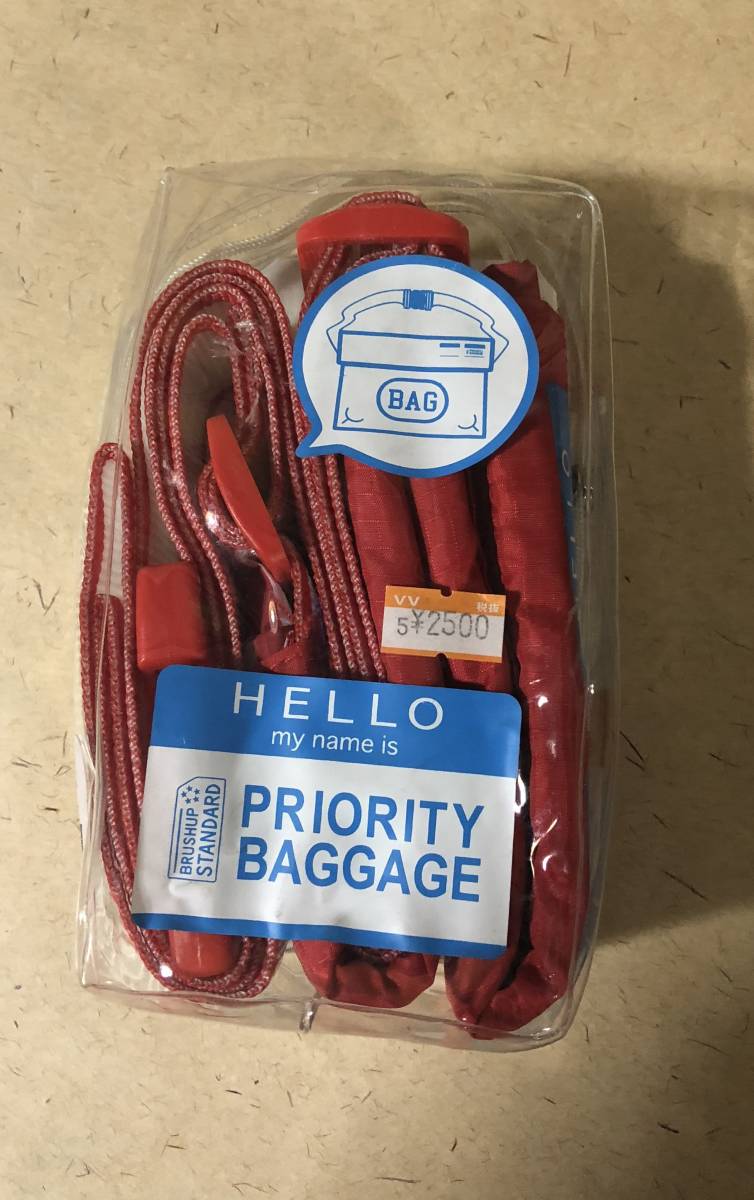 BAG
VV 税抜
5¥2500
HELLO
my name is
BRUSHUP
STANDARD
PRIORITY
BAGGAGE